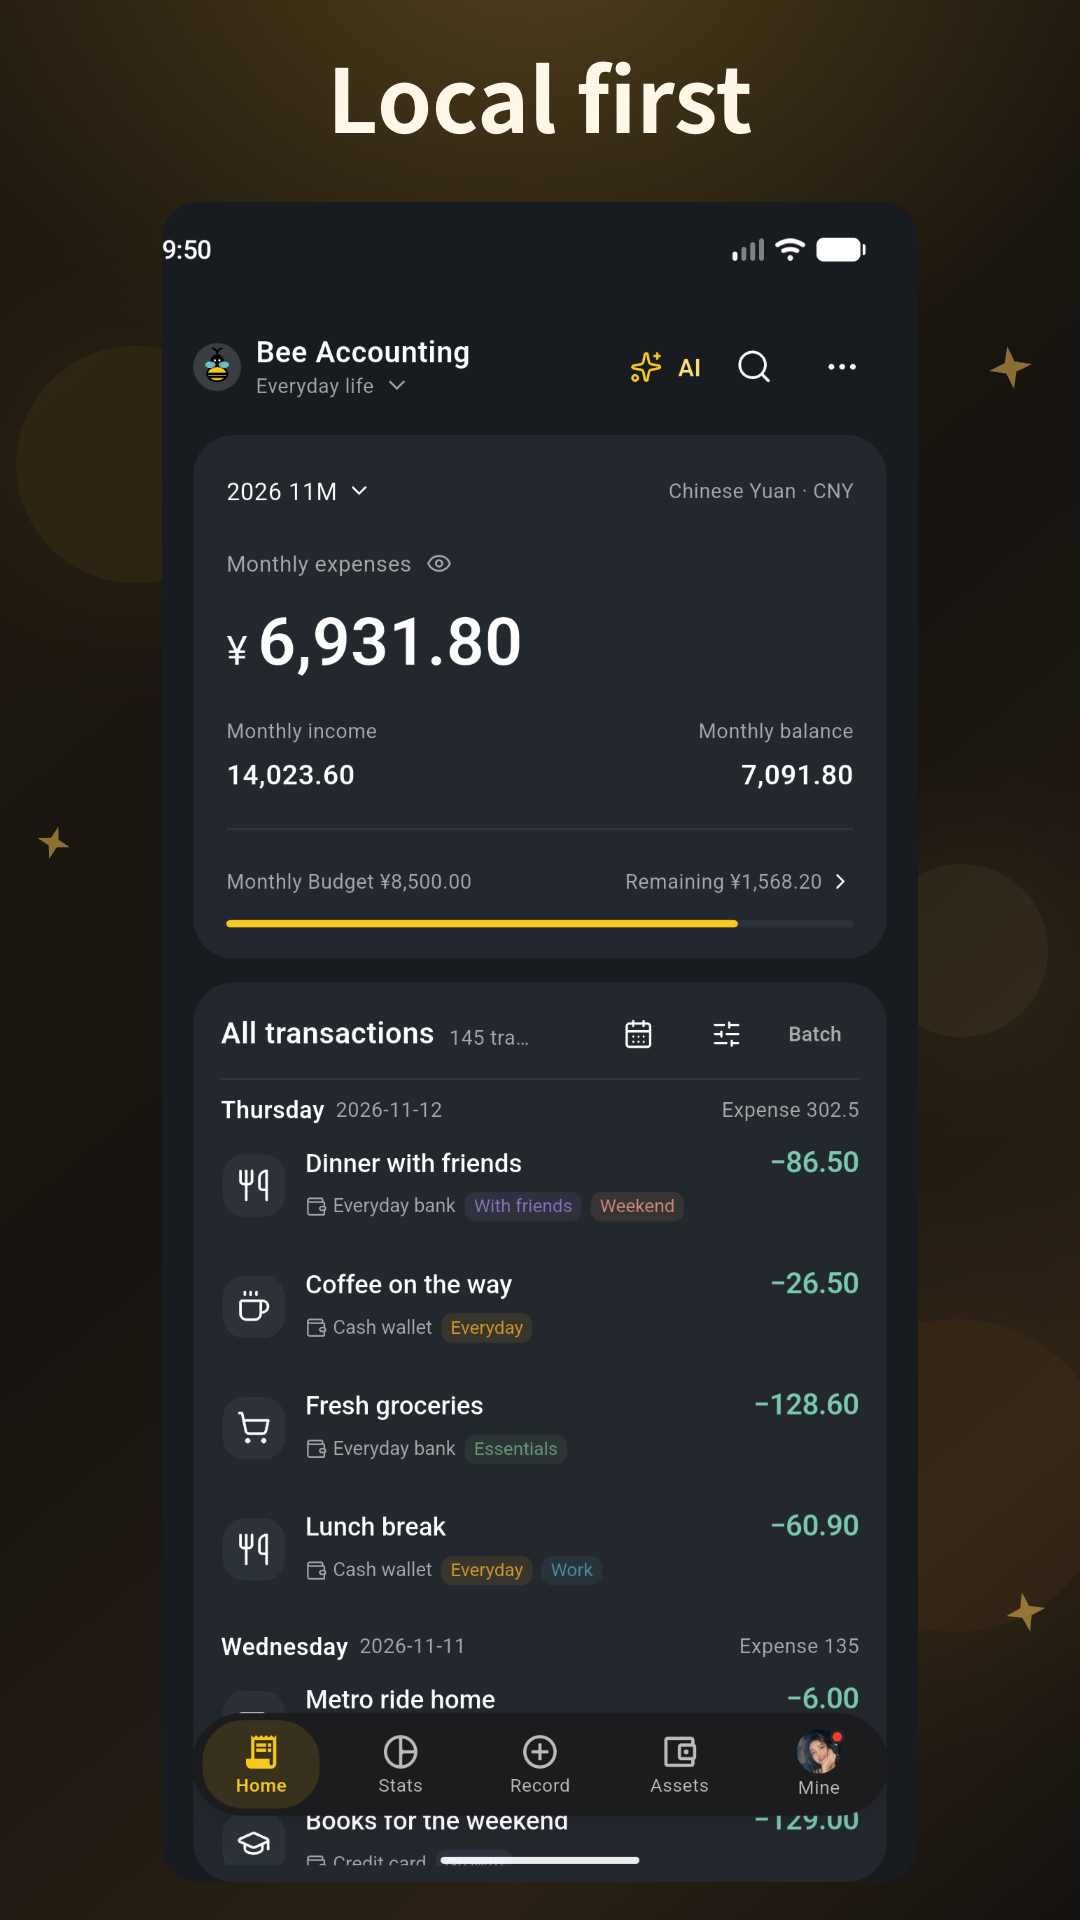 Local first
9:50
Bee Accounting
Everyday life
AI
2026 11M
Chinese Yuan · CNY
Monthly expenses
¥ 6,931.80
Monthly income
Monthly balance
14,023.60
7,091.80
Monthly Budget ¥8,500.00
Remaining ¥1,568.20
All transactions 145 tra...
Batch
Thursday 2026-11-12
Expense 302.5
Dinner with friends
−86.50
Everyday bank With friends Weekend
Coffee on the way
−26.50
Cash wallet Everyday
Fresh groceries
−128.60
Everyday bank Essentials
Lunch break
−60.90
Cash wallet Everyday Work
Wednesday 2026-11-11
Expense 135
Metro ride home
−6.00
Home
Stats
Record
Assets
Mine
Books for the weekend
−129.00
Credit card